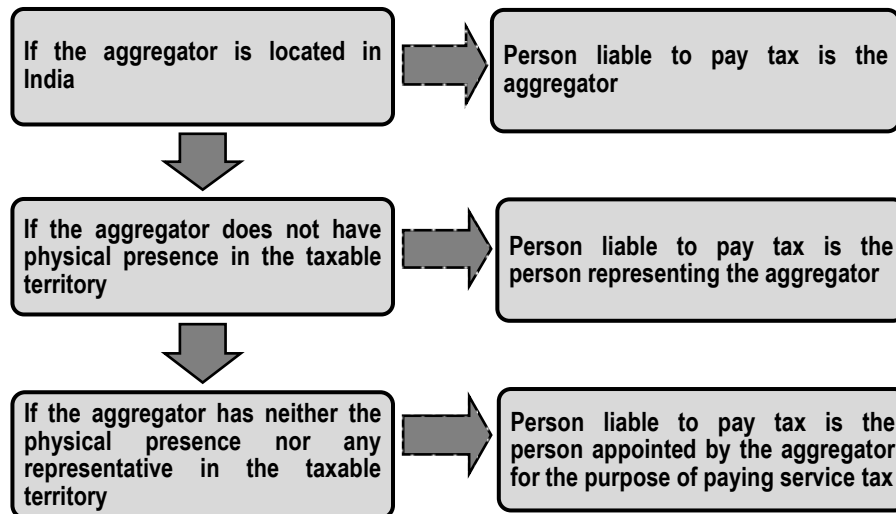 If the aggregator is located in
India
Person liable to pay tax is the
aggregator
If the aggregator does not have
physical presence in the taxable
territory
Person liable to pay tax is the
person representing the aggregator
If the aggregator has neither the
physical presence nor any
representative in the taxable
territory
Person liable to pay tax is the
person appointed by the aggregator
for the purpose of paying service tax